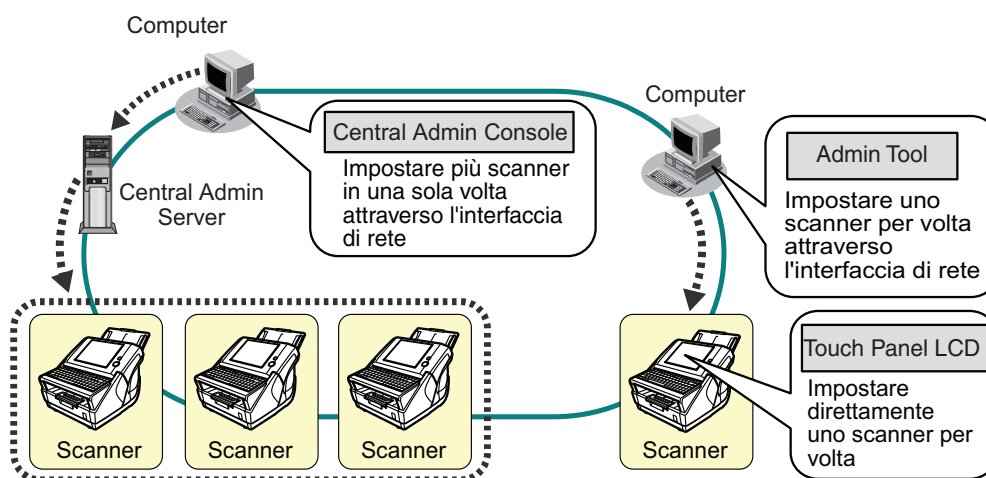 Computer
Computer
Central Admin Console
Impostare più scanner
in una sola volta
attraverso l'interfaccia
di rete
Admin Tool
Impostare uno
scanner per volta
attraverso
l'interfaccia di rete
Central Admin
Server
Touch Panel LCD
Impostare
direttamente
uno scanner per
volta
Scanner
Scanner
Scanner
Scanner